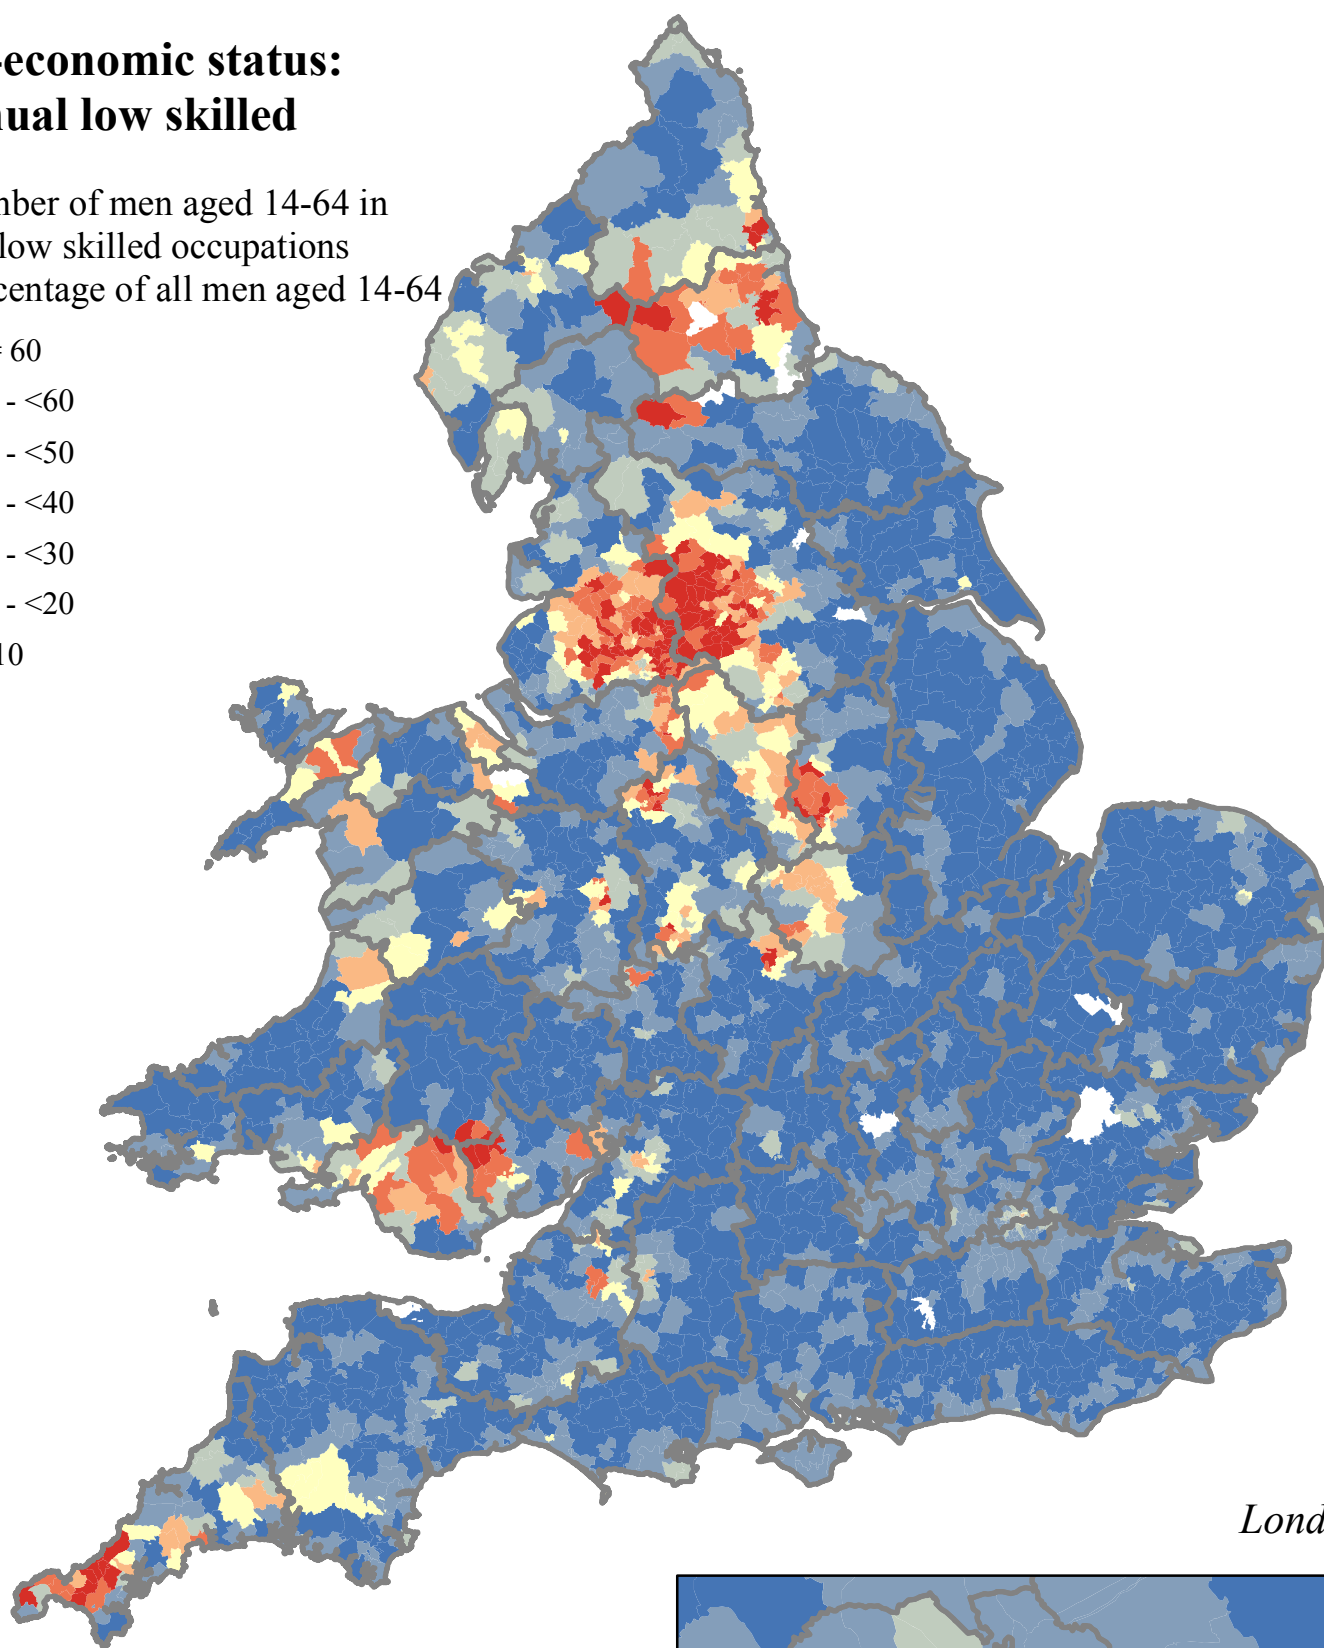 -economic status:
nual low skilled
nber of men aged 14-64 in
low skilled occupations
centage of all men aged 14-64
= 60
- <60
- <50
- <40
- <30
- <20
10
Lond